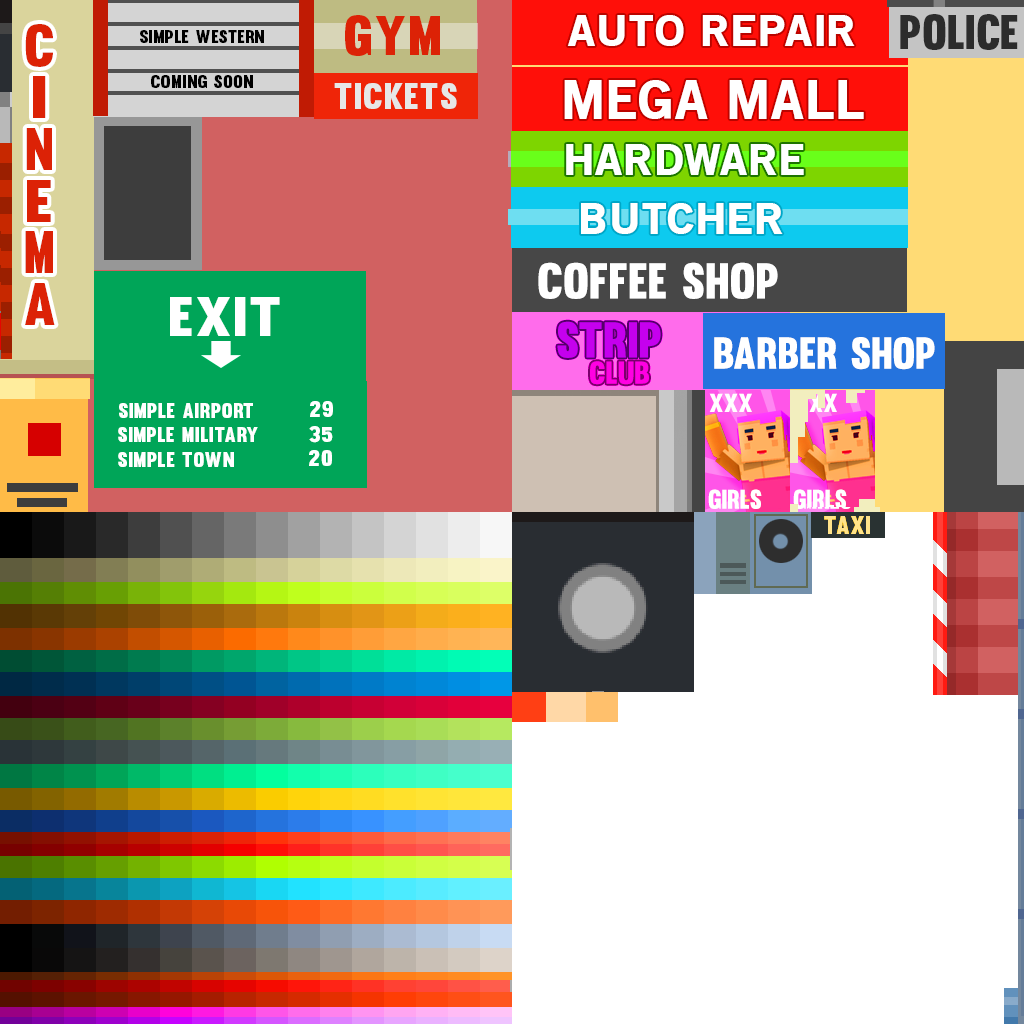 CINEMA
SIMPLE WESTERN
COMING SOON
GYM
TICKETS
EXIT
SIMPLE AIRPORT 29
SIMPLE MILITARY 35
SIMPLE TOWN 20
AUTO REPAIR
POLICE
MEGA MALL
HARDWARE
BUTCHER
COFFEE SHOP
STRIP
CLUB
BARBER SHOP
XXX
GIRLS
XX
GIRLS
TAXI